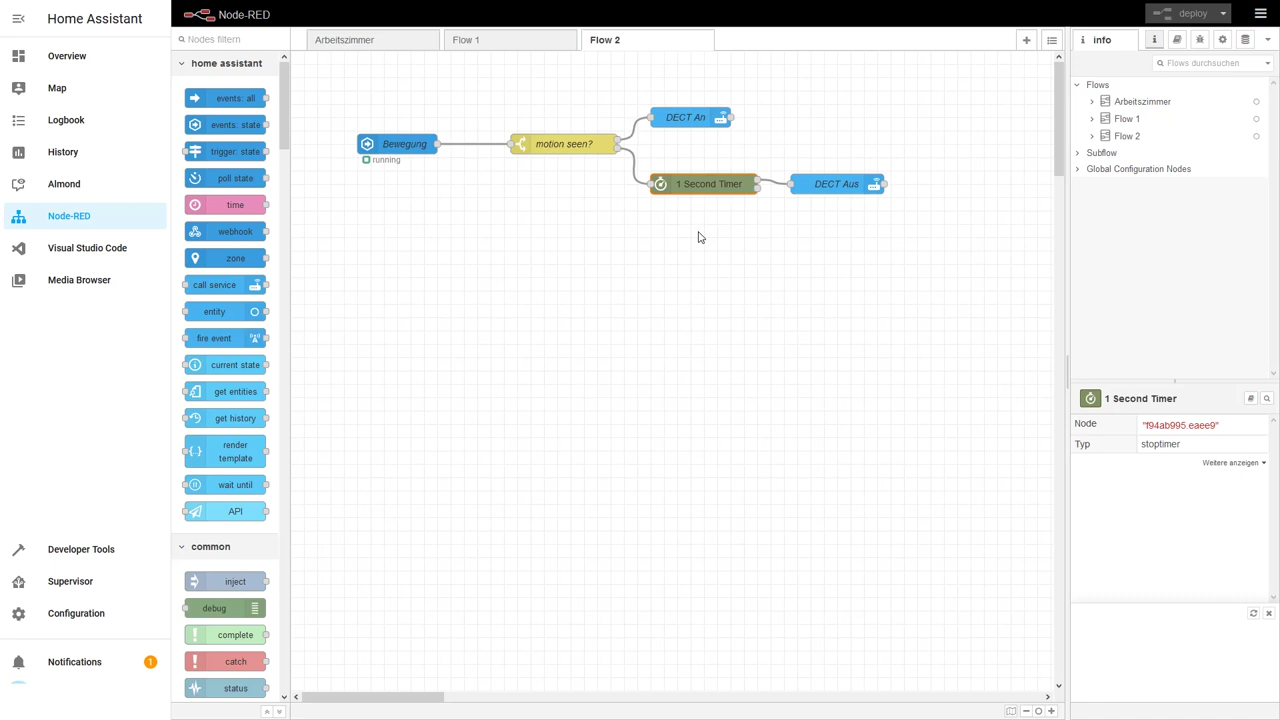 Home Assistant
Overview
Map
Logbook
History
Almond
Node-RED
Visual Studio Code
Media Browser
Developer Tools
Supervisor
Configuration
Notifications
1
Node-RED
deploy
Nodes filtern
home assistant
events: all
events: state
trigger: state
poll state
time
webhook
zone
call service
entity
fire event
current state
get entities
get history
render
template
wait until
API
common
inject
debug
complete
catch
status
Arbeitszimmer
Flow 1
Flow 2
Bewegung
running
motion seen?
DECT An
1 Second Timer
DECT Aus
info
Flows durchsuchen
Flows
Arbeitszimmer
Flow 1
Flow 2
Subflow
Global Configuration Nodes
1 Second Timer
Node "f94ab995.eaee9"
Typ stoptimer
Weitere anzeigen